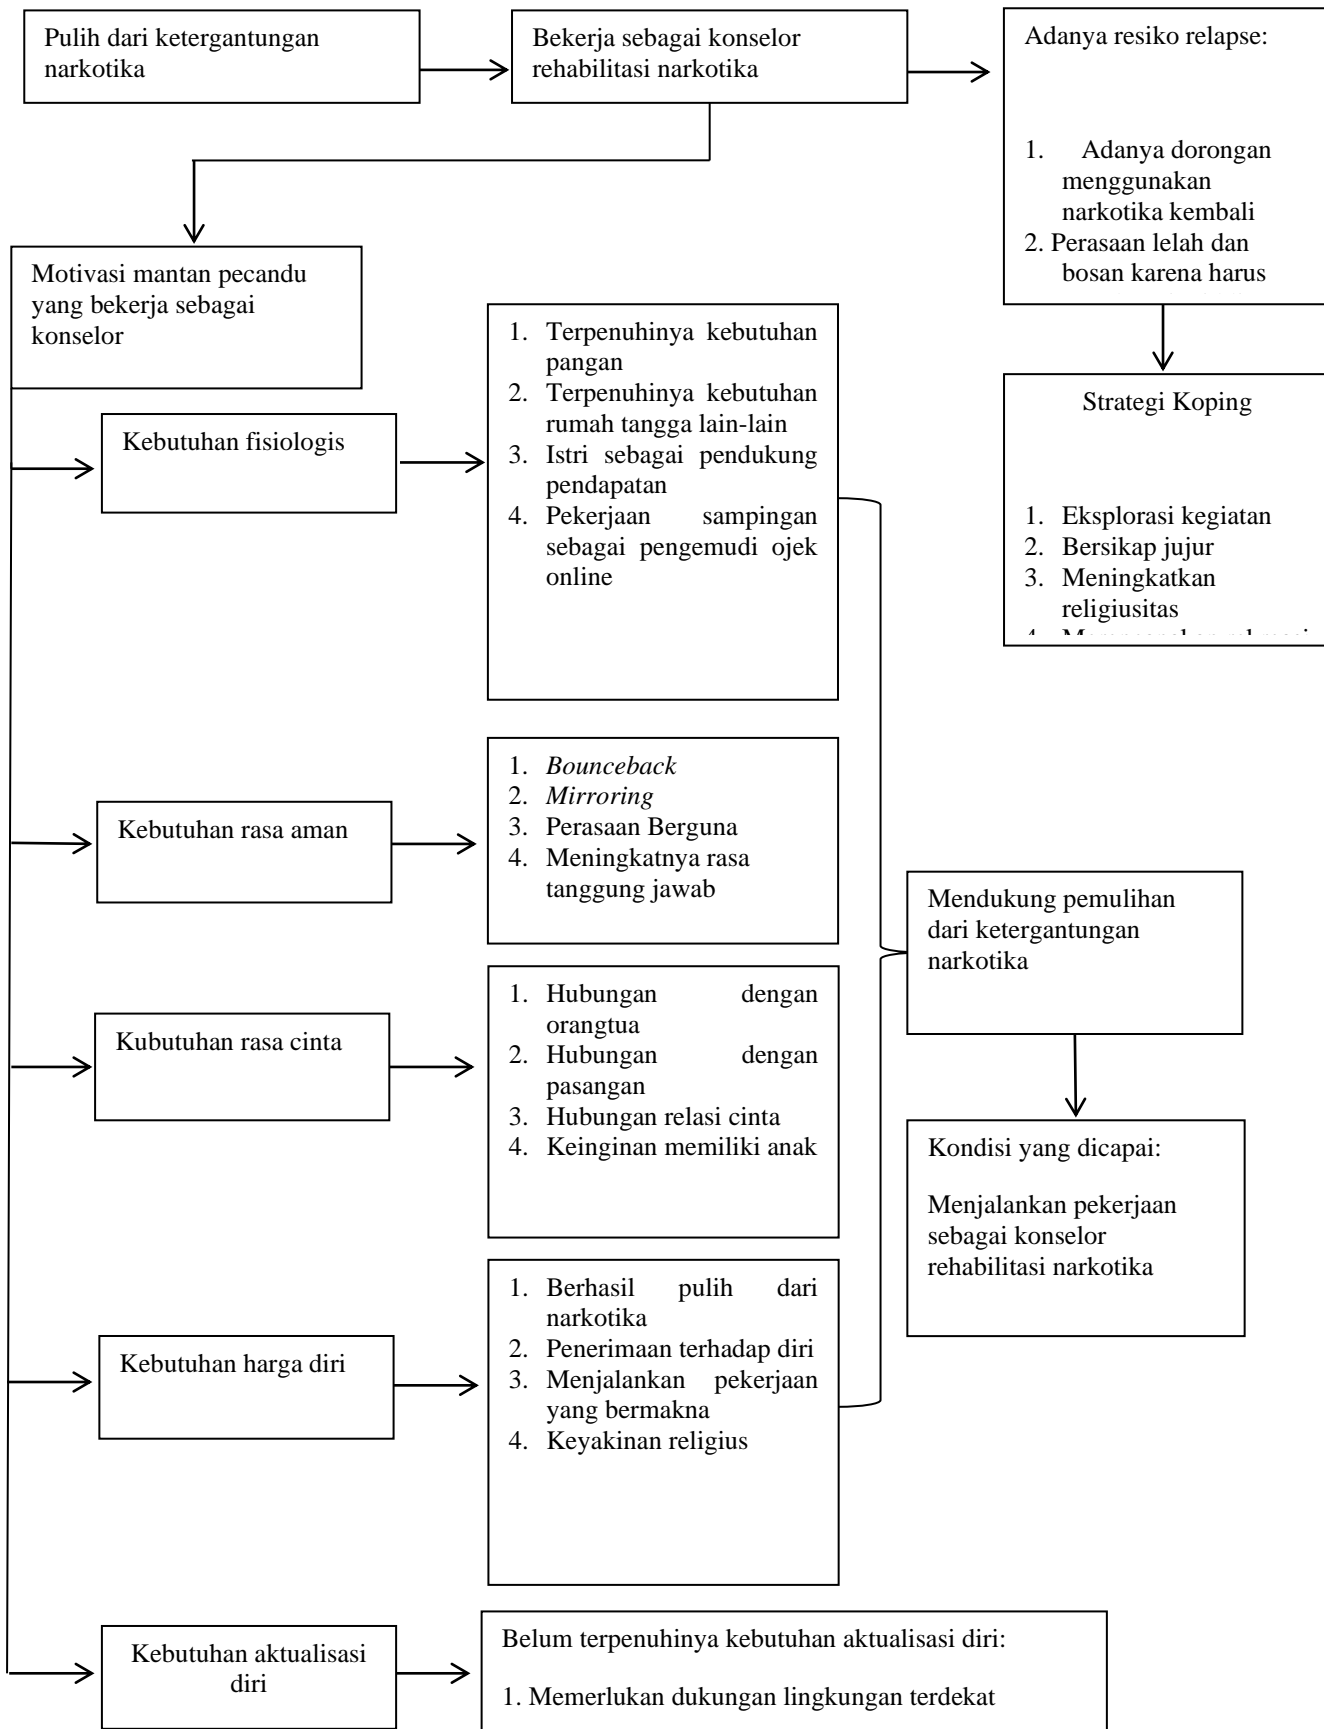 Pulih dari ketergantungan
narkotika
Bekerja sebagai konselor
rehabilitasi narkotika
Adanya resiko relapse:
1. Adanya dorongan
menggunakan
narkotika kembali
2. Perasaan lelah dan
bosan karena harus
Motivasi mantan pecandu
yang bekerja sebagai
konselor
Strategi Koping
1. Eksplorasi kegiatan
2. Bersikap jujur
3. Meningkatkan
religiusitas
Kebutuhan fisiologis
1. Terpenuhinya kebutuhan
pangan
2. Terpenuhinya kebutuhan
rumah tangga lain-lain
3. Istri sebagai pendukung
pendapatan
4. Pekerjaan sampingan
sebagai pengemudi ojek
online
Kebutuhan rasa aman
1. Bounceback
2. Mirroring
3. Perasaan Berguna
4. Meningkatnya rasa
tanggung jawab
Mendukung pemulihan
dari ketergantungan
narkotika
Kubutuhan rasa cinta
1. Hubungan dengan
orangtua
2. Hubungan dengan
pasangan
3. Hubungan relasi cinta
4. Keinginan memiliki anak
Kondisi yang dicapai:
Menjalankan pekerjaan
sebagai konselor
rehabilitasi narkotika
Kebutuhan harga diri
1. Berhasil pulih dari
narkotika
2. Penerimaan terhadap diri
3. Menjalankan pekerjaan
yang bermakna
4. Keyakinan religius
Kebutuhan aktualisasi
diri
Belum terpenuhinya kebutuhan aktualisasi diri:
1. Memerlukan dukungan lingkungan terdekat